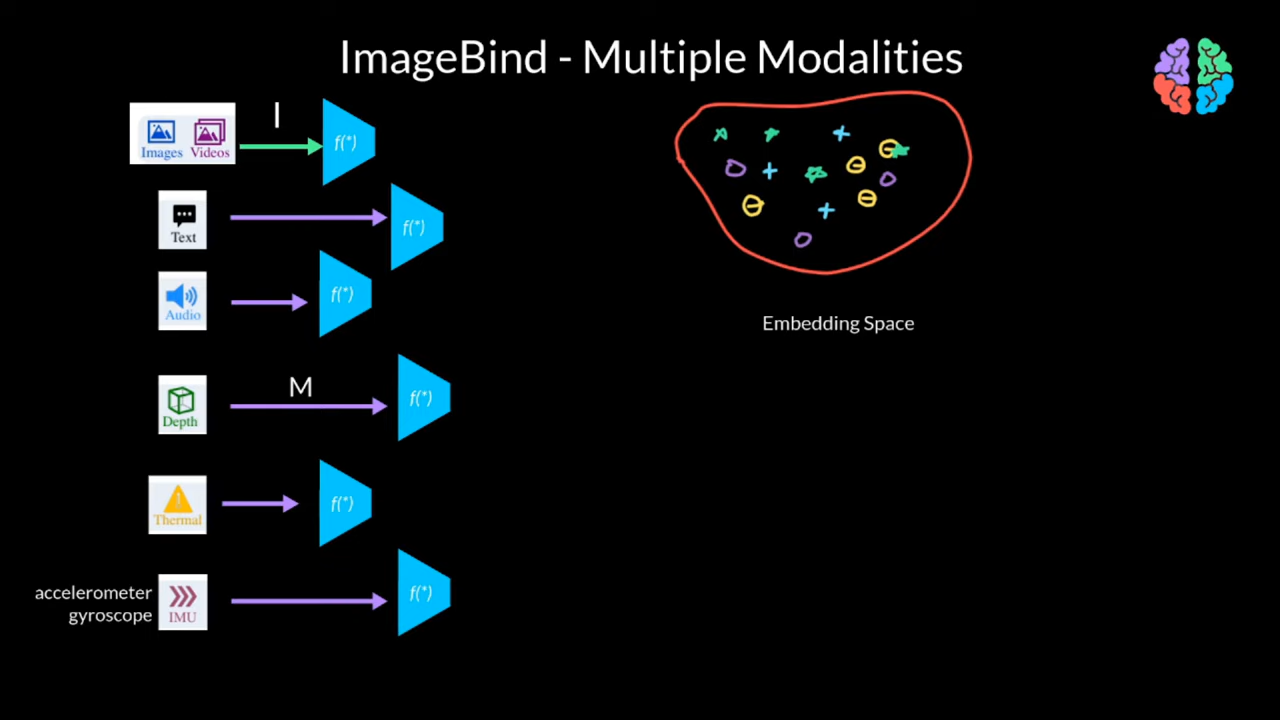 ImageBind - Multiple Modalities
I
Images Videos
f(*)
Text
f(*)
Audio
f(*)
M
Depth
f(*)
Thermal
f(*)
accelerometer
gyroscope
IMU
f(*)
Embedding Space